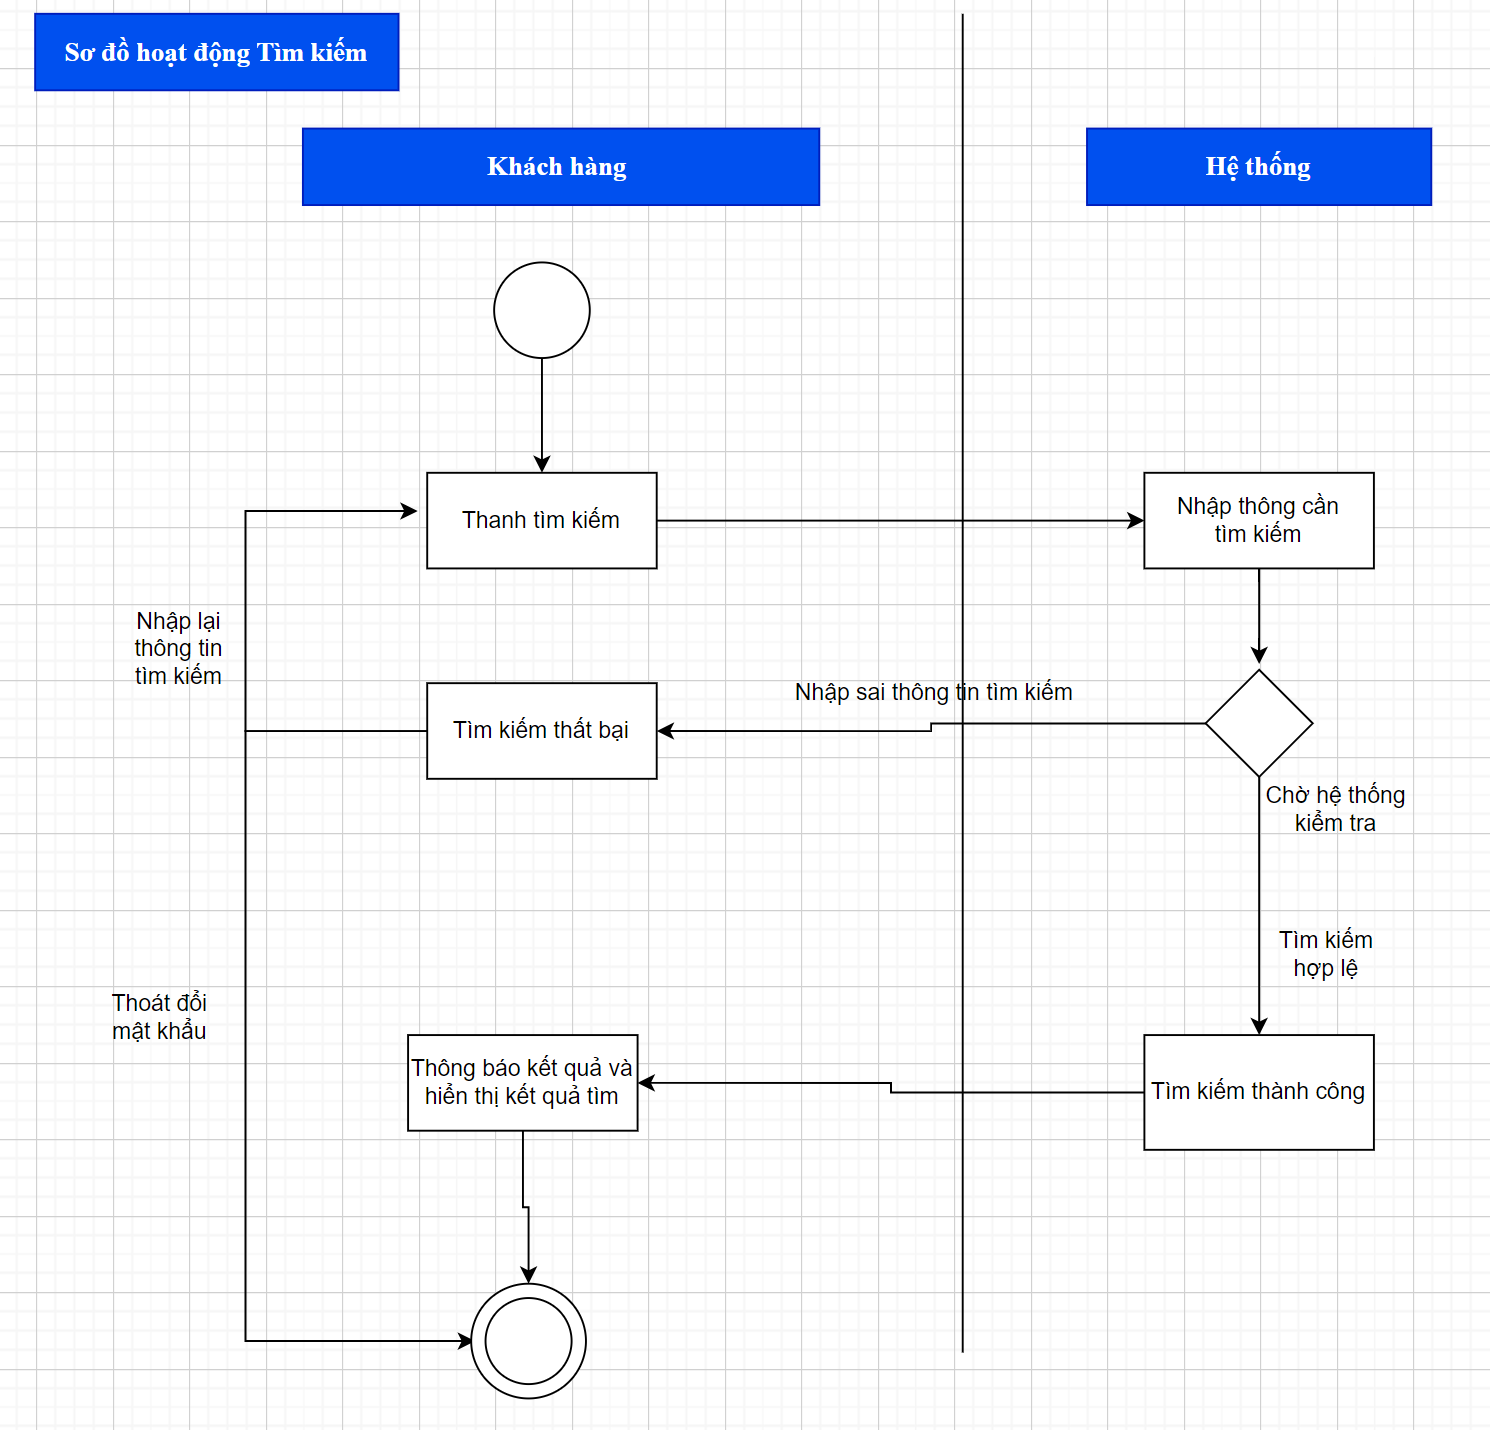 Sơ đồ hoạt động Tìm kiếm
Khách hàng
Hệ thống
Thanh tìm kiếm
Nhập thông cần
tìm kiếm
Nhập lại
thông tin
tìm kiếm
Nhập sai thông tin tìm kiếm
Tìm kiếm thất bại
Chờ hệ thống
kiểm tra
Tìm kiếm
hợp lệ
Thoát đổi
mật khẩu
Thông báo kết quả và
hiển thị kết quả tìm
Tìm kiếm thành công